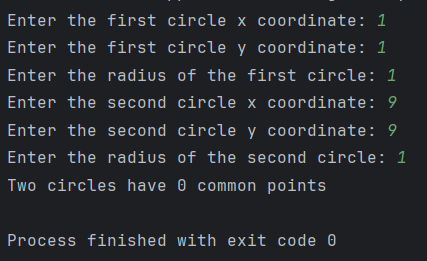 Enter the first circle x coordinate: 1
Enter the first circle y coordinate: 1
Enter the radius of the first circle: 1
Enter the second circle x coordinate: 9
Enter the second circle y coordinate: 9
Enter the radius of the second circle: 1
Two circles have 0 common points
Process finished with exit code 0